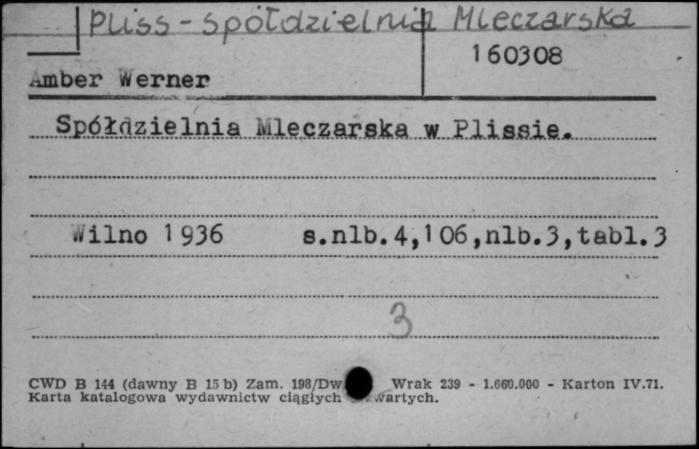 Pliss - Spółdzielnia Mleczarska
160308
Amber Werner
Spółdzielnia Mleczarska w Plissie.
Wilno 1936 s.nlb.4,106,nlb.3,tabl.3
3
CWD B 144 (dawny B 15 b) Zam. 198/Dw Wrak 239 - 1.660.000 - Karton IV.71.
Karta katalogowa wydawnictw ciągłych wartych.